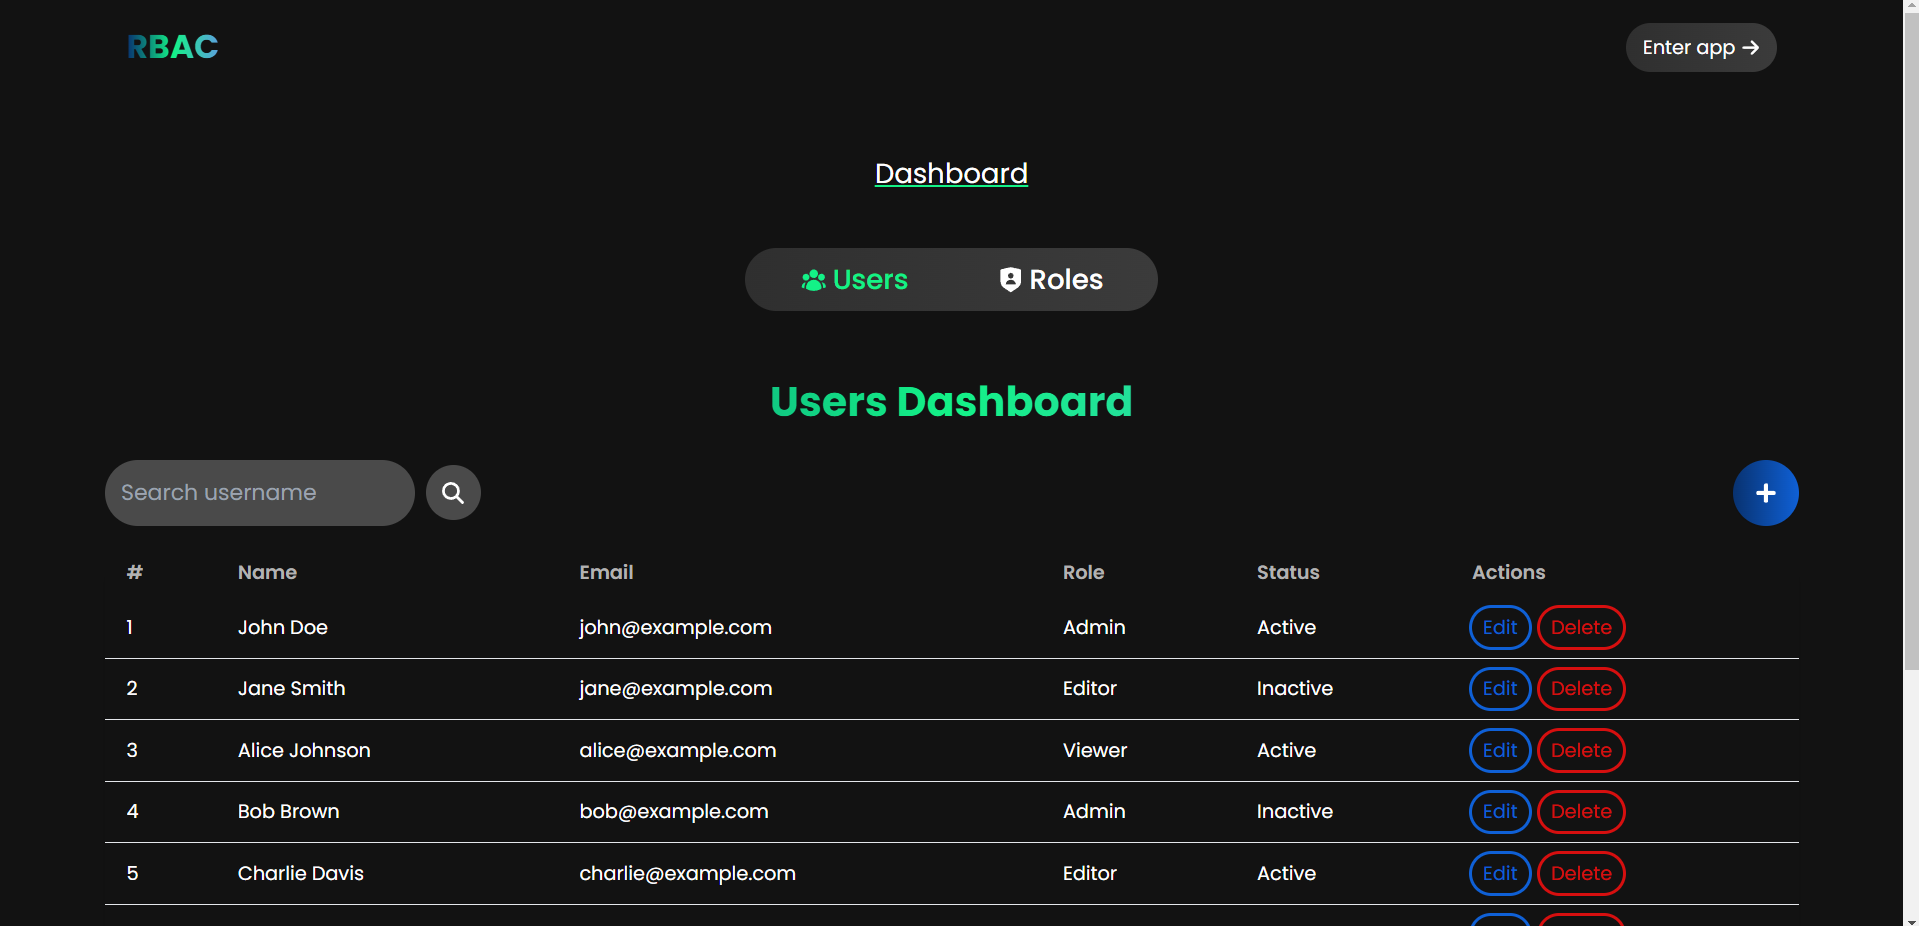 RBAC
Enter app
Dashboard
Users Roles
Users Dashboard
Search username
# Name Email Role Status Actions
1 John Doe john@example.com Admin Active Edit Delete
2 Jane Smith jane@example.com Editor Inactive Edit Delete
3 Alice Johnson alice@example.com Viewer Active Edit Delete
4 Bob Brown bob@example.com Admin Inactive Edit Delete
5 Charlie Davis charlie@example.com Editor Active Edit Delete